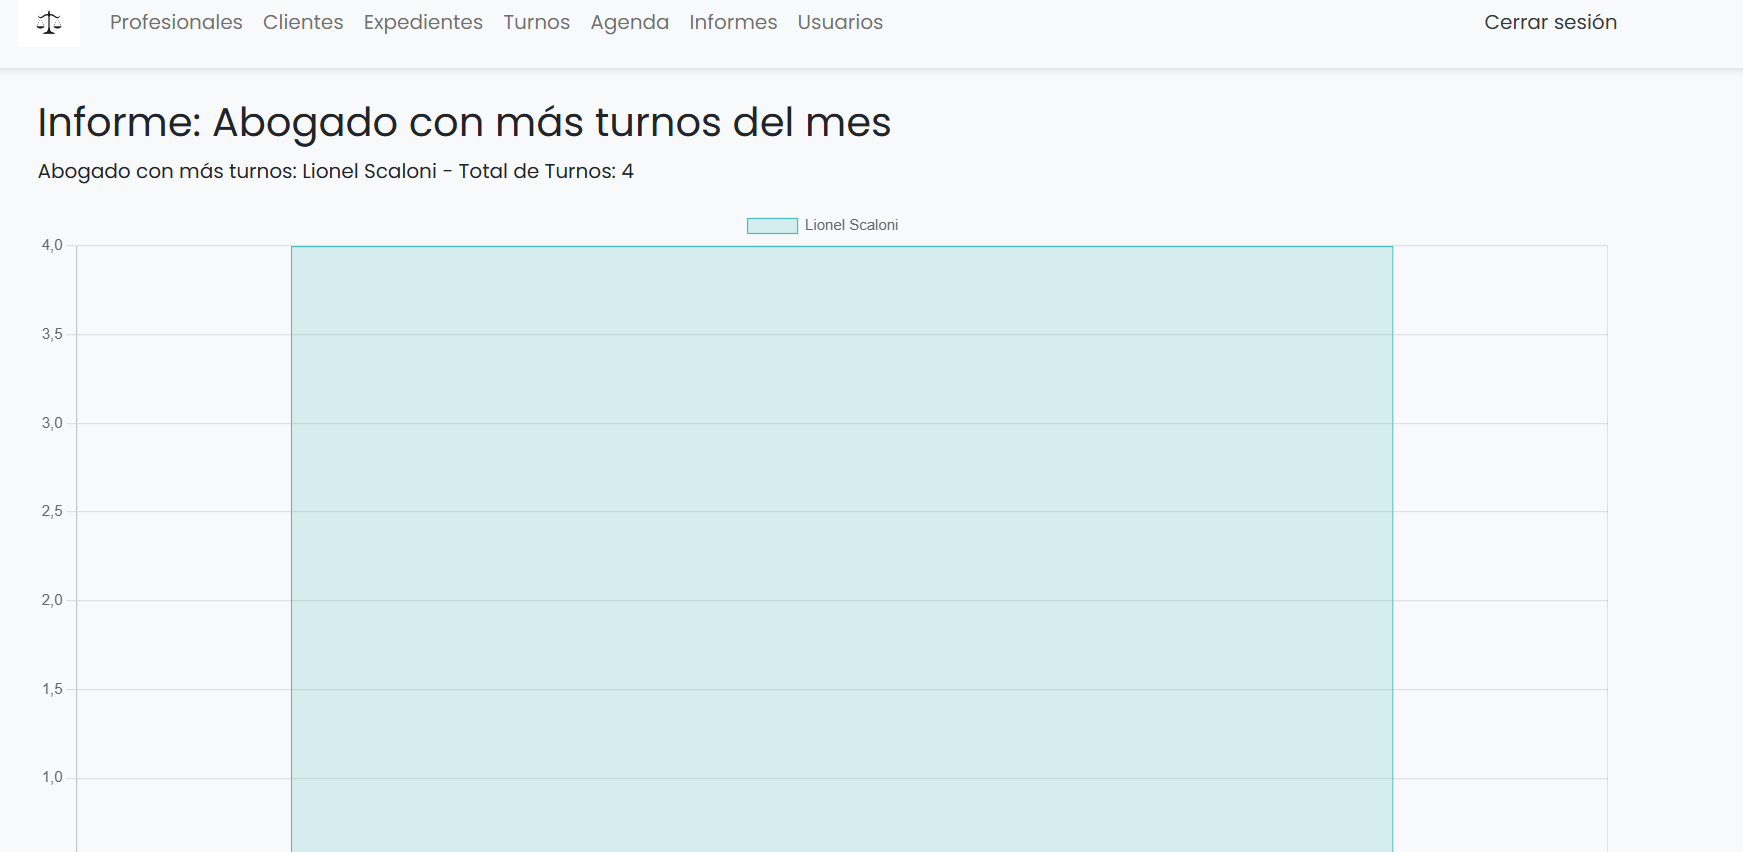 Profesionales Clientes Expedientes Turnos Agenda Informes Usuarios Cerrar sesión
Informe: Abogado con más turnos del mes
Abogado con más turnos: Lionel Scaloni - Total de Turnos: 4
Lionel Scaloni
4,0
3,5
3,0
2,5
2,0
1,5
1,0